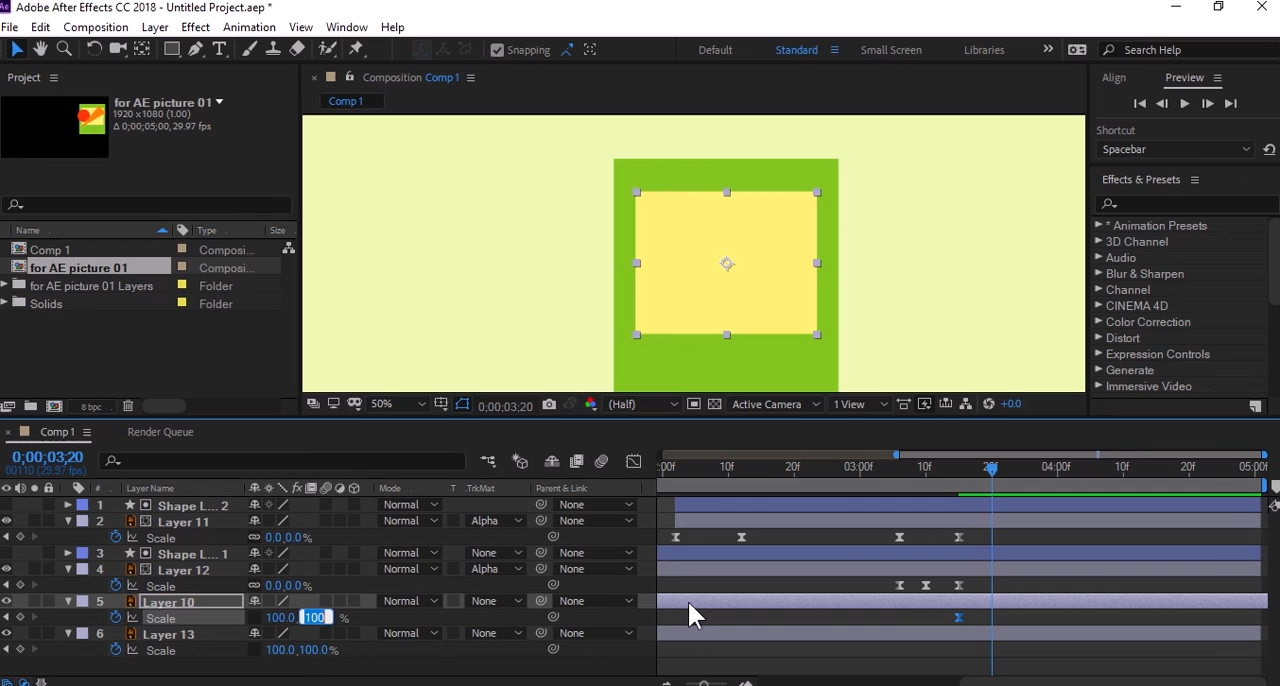 Adobe After Effects CC 2018 - Untitled Project.aep *
File Edit Composition Layer Effect Animation View Window Help
Snapping Default Standard Small Screen Libraries Search Help
Project Composition Comp 1 Align Preview
Comp 1
for AE picture 01
1920 x 1080 (1.00)
Δ 0;00;05;00, 29.97 fps
Shortcut
Spacebar
Effects & Presets
Name Type Size
Comp 1 Composi...
for AE picture 01 Composi...
for AE picture 01 Layers Folder
Solids Folder
* Animation Presets
3D Channel
Audio
Blur & Sharpen
Channel
CINEMA 4D
Color Correction
Distort
Expression Controls
Generate
Immersive Video
8 bpc 50% 0;00;03;20 (Half) Active Camera 1 View +0.0
Comp 1 Render Queue
0;00;03;20
00110 (29.97 fps)
:00f 10f 20f 03:00f 10f 20f 04:00f 10f 20f 05:00f
# Layer Name fx Mode T .TrkMat Parent & Link
1 Shape L... 2 Normal None
2 Layer 11 Normal Alpha None
Scale 0.0,0.0%
3 Shape L... 1 Normal None None
4 Layer 12 Normal Alpha None
Scale 0.0,0.0%
5 Layer 10 Normal None None
Scale 100.0, 100 %
6 Layer 13 Normal None None
Scale 100.0,100.0%